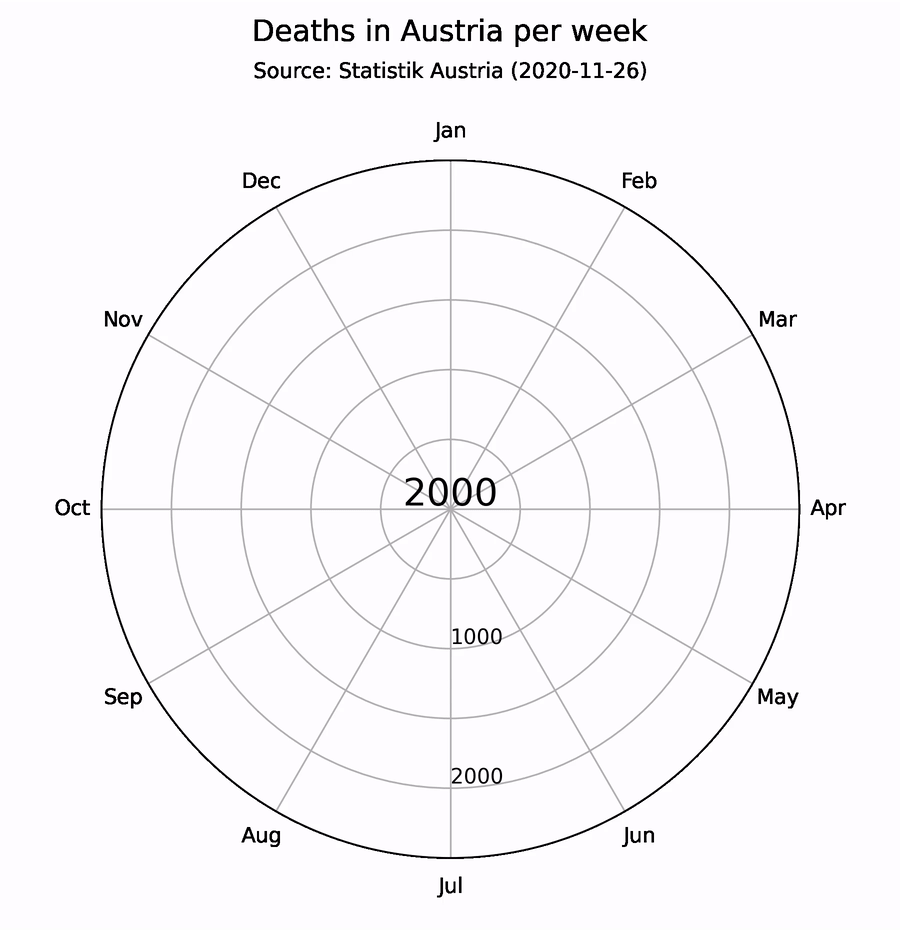 Deaths in Austria per week
Source: Statistik Austria (2020-11-26)
Jan
Dec
Feb
Nov
Mar
2000
Oct
Apr
1000
Sep
May
2000
Aug
Jun
Jul